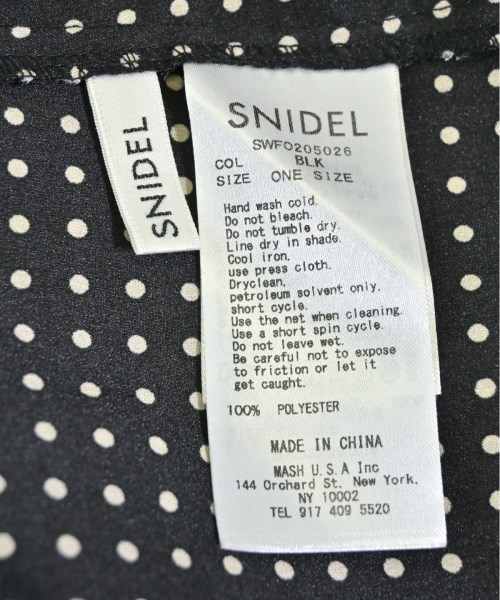 SNIDEL
SNIDEL
SWFO205026
COL BLK
SIZE ONE SIZE
Hand wash cold.
Do not bleach.
Do not tumble dry.
Line dry in shade.
Cool iron.
use press cloth.
Dryclean.
petroleum solvent only.
short cycle.
Use the net when cleaning.
Use a short spin cycle.
Do not leave wet.
Be careful not to expose
to friction or let it
get caught.
100% POLYESTER
MADE IN CHINA
MASH U.S.A Inc
144 Orchard St. New York.
NY 10002
TEL 917 409 5520